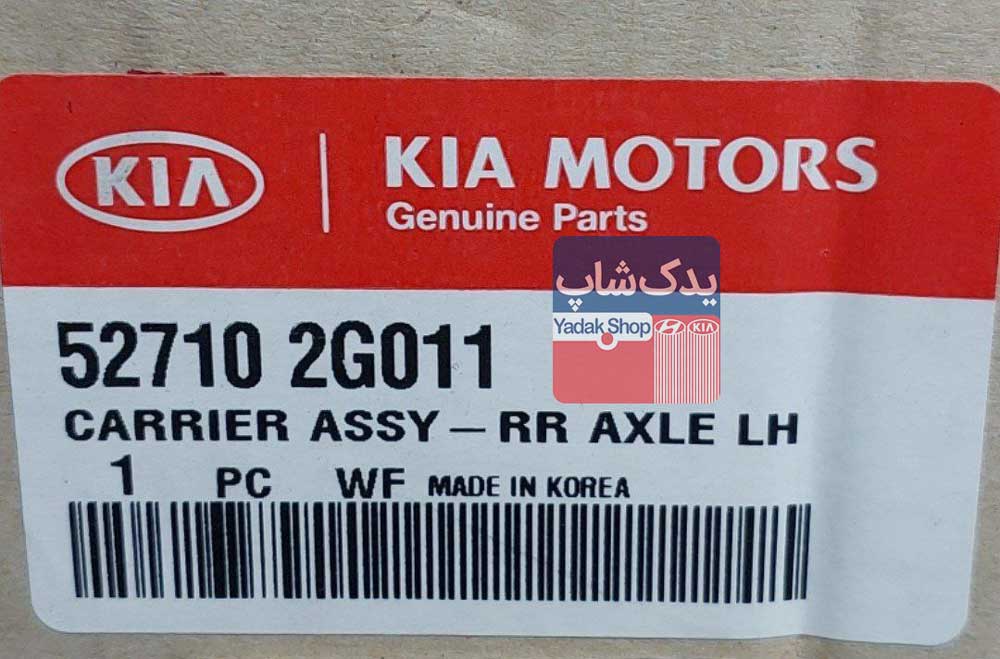 KIA
KIA MOTORS
Genuine Parts
یدک‌شاپ
Yadak Shop
KIA
52710 2G011
CARRIER ASSY – RR AXLE LH
1 PC WF MADE IN KOREA